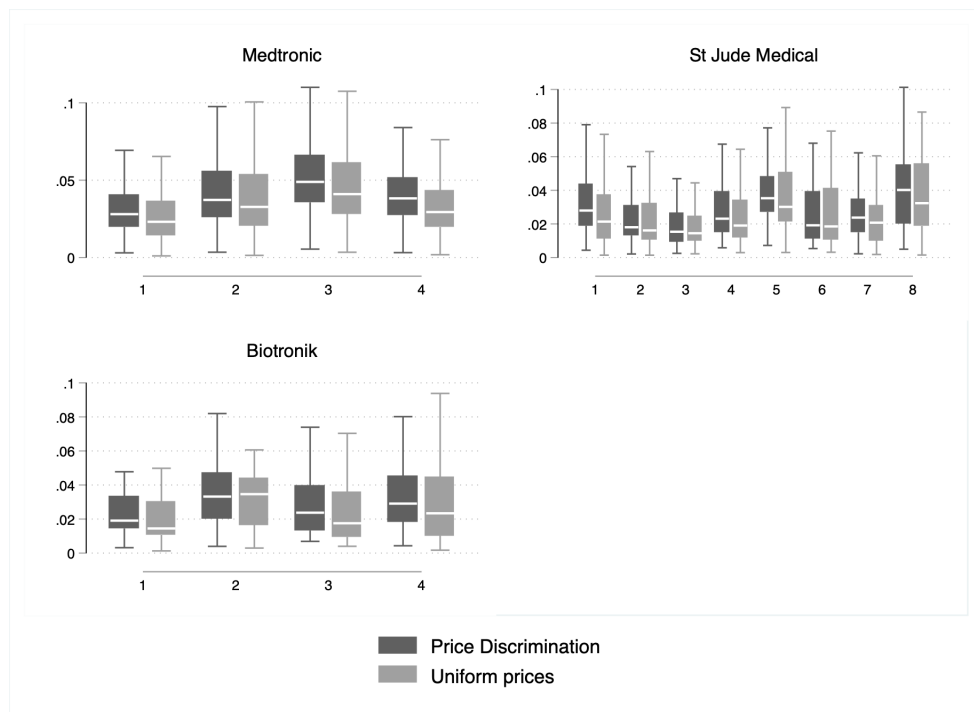 Medtronic
.1
.05
0
1 2 3 4
St Jude Medical
.1
.08
.06
.04
.02
0
1 2 3 4 5 6 7 8
Biotronik
.1
.08
.06
.04
.02
0
1 2 3 4
Price Discrimination
Uniform prices